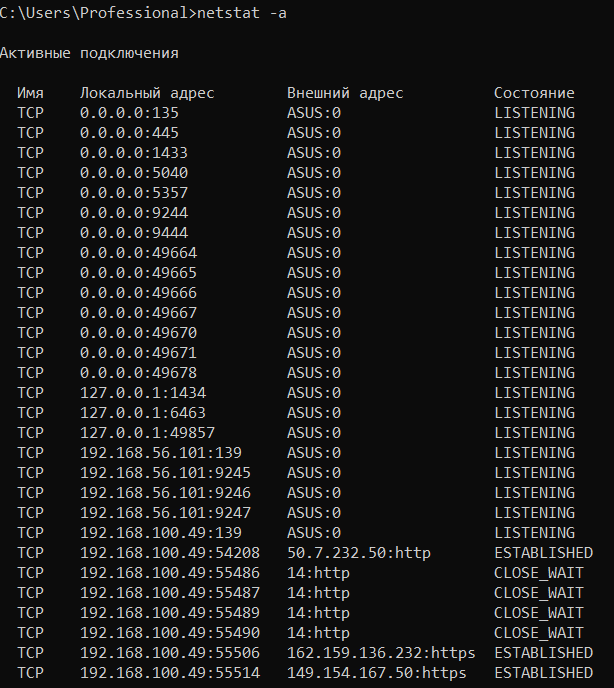 C:\Users\Professional>netstat -a
Активные подключения
Имя Локальный адрес Внешний адрес Состояние
TCP 0.0.0.0:135 ASUS:0 LISTENING
TCP 0.0.0.0:445 ASUS:0 LISTENING
TCP 0.0.0.0:1433 ASUS:0 LISTENING
TCP 0.0.0.0:5040 ASUS:0 LISTENING
TCP 0.0.0.0:5357 ASUS:0 LISTENING
TCP 0.0.0.0:9244 ASUS:0 LISTENING
TCP 0.0.0.0:9444 ASUS:0 LISTENING
TCP 0.0.0.0:49664 ASUS:0 LISTENING
TCP 0.0.0.0:49665 ASUS:0 LISTENING
TCP 0.0.0.0:49666 ASUS:0 LISTENING
TCP 0.0.0.0:49667 ASUS:0 LISTENING
TCP 0.0.0.0:49670 ASUS:0 LISTENING
TCP 0.0.0.0:49671 ASUS:0 LISTENING
TCP 0.0.0.0:49678 ASUS:0 LISTENING
TCP 127.0.0.1:1434 ASUS:0 LISTENING
TCP 127.0.0.1:6463 ASUS:0 LISTENING
TCP 127.0.0.1:49857 ASUS:0 LISTENING
TCP 192.168.56.101:139 ASUS:0 LISTENING
TCP 192.168.56.101:9245 ASUS:0 LISTENING
TCP 192.168.56.101:9246 ASUS:0 LISTENING
TCP 192.168.56.101:9247 ASUS:0 LISTENING
TCP 192.168.100.49:139 ASUS:0 LISTENING
TCP 192.168.100.49:54208 50.7.232.50:http ESTABLISHED
TCP 192.168.100.49:55486 14:http CLOSE_WAIT
TCP 192.168.100.49:55487 14:http CLOSE_WAIT
TCP 192.168.100.49:55489 14:http CLOSE_WAIT
TCP 192.168.100.49:55490 14:http CLOSE_WAIT
TCP 192.168.100.49:55506 162.159.136.232:https ESTABLISHED
TCP 192.168.100.49:55514 149.154.167.50:https ESTABLISHED